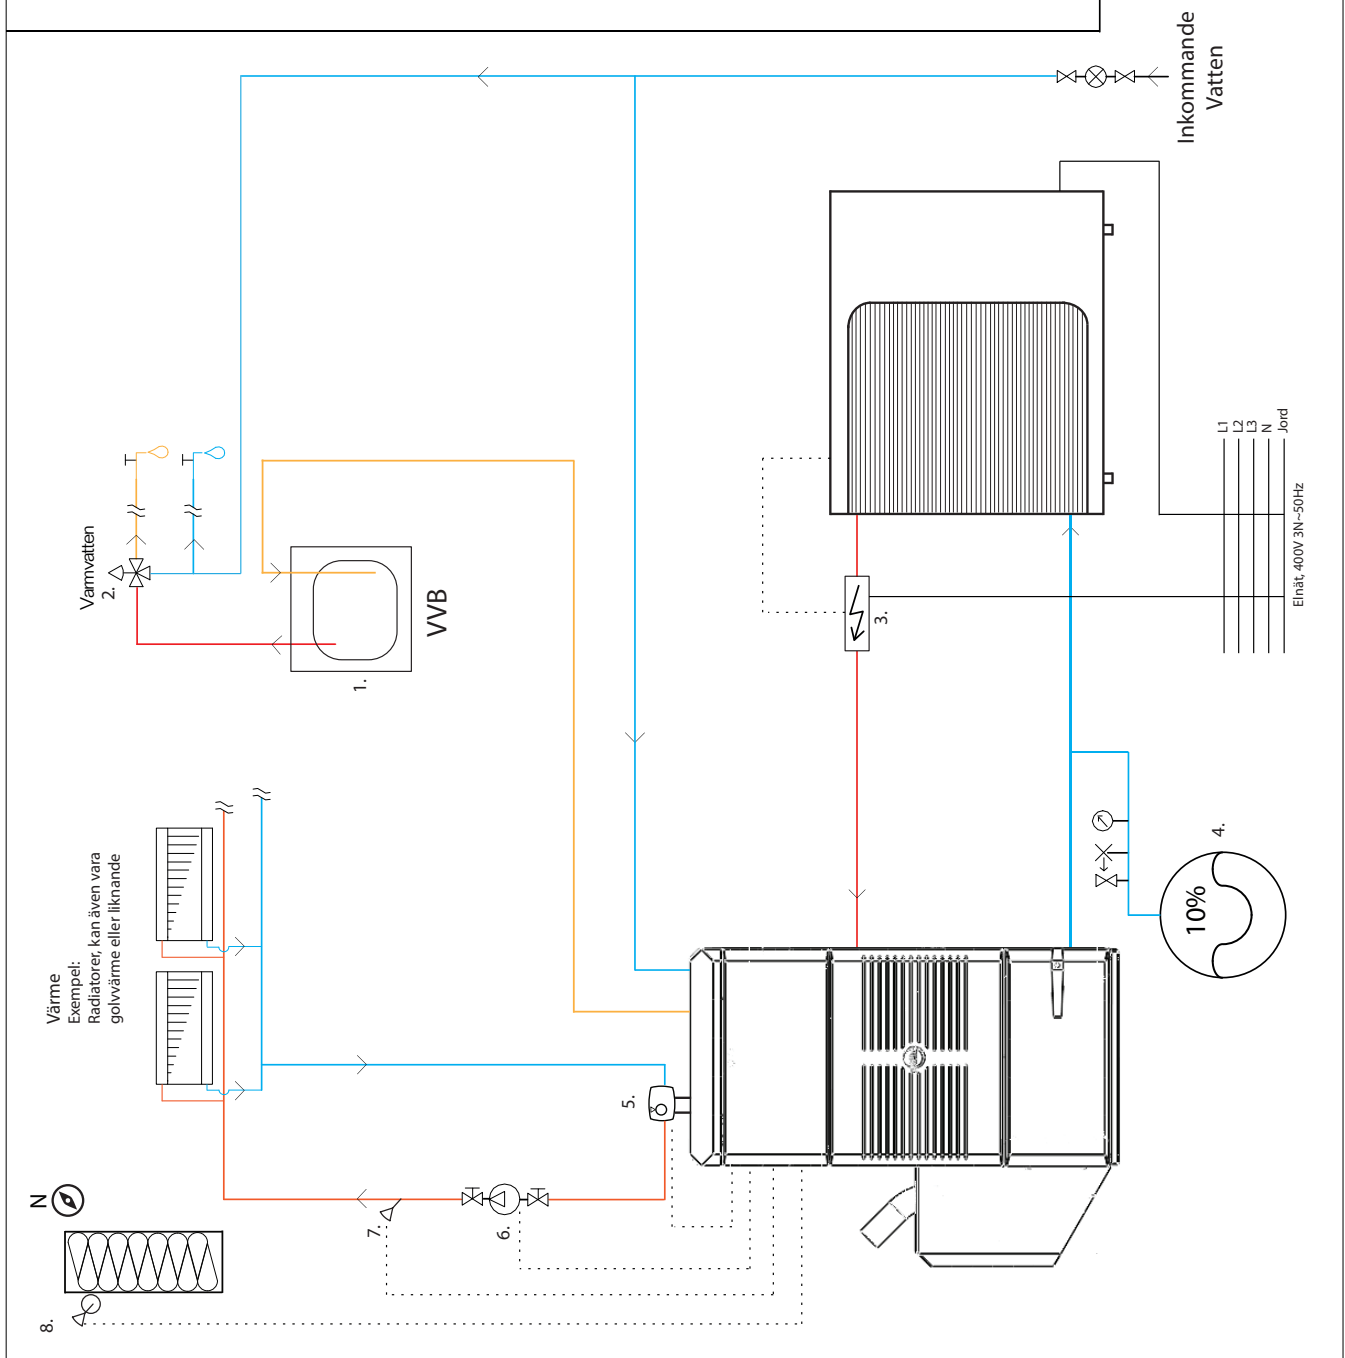 8.
N
Värme
Exempel:
Radiatorer, kan även vara
golvvärme eller liknande
Varmvatten
2.
1.
VVB
7.
6.
5.
3.
10%
4.
Inkommande
Vatten
L1
L2
L3
N
Jord
Elnät, 400V 3N~50Hz